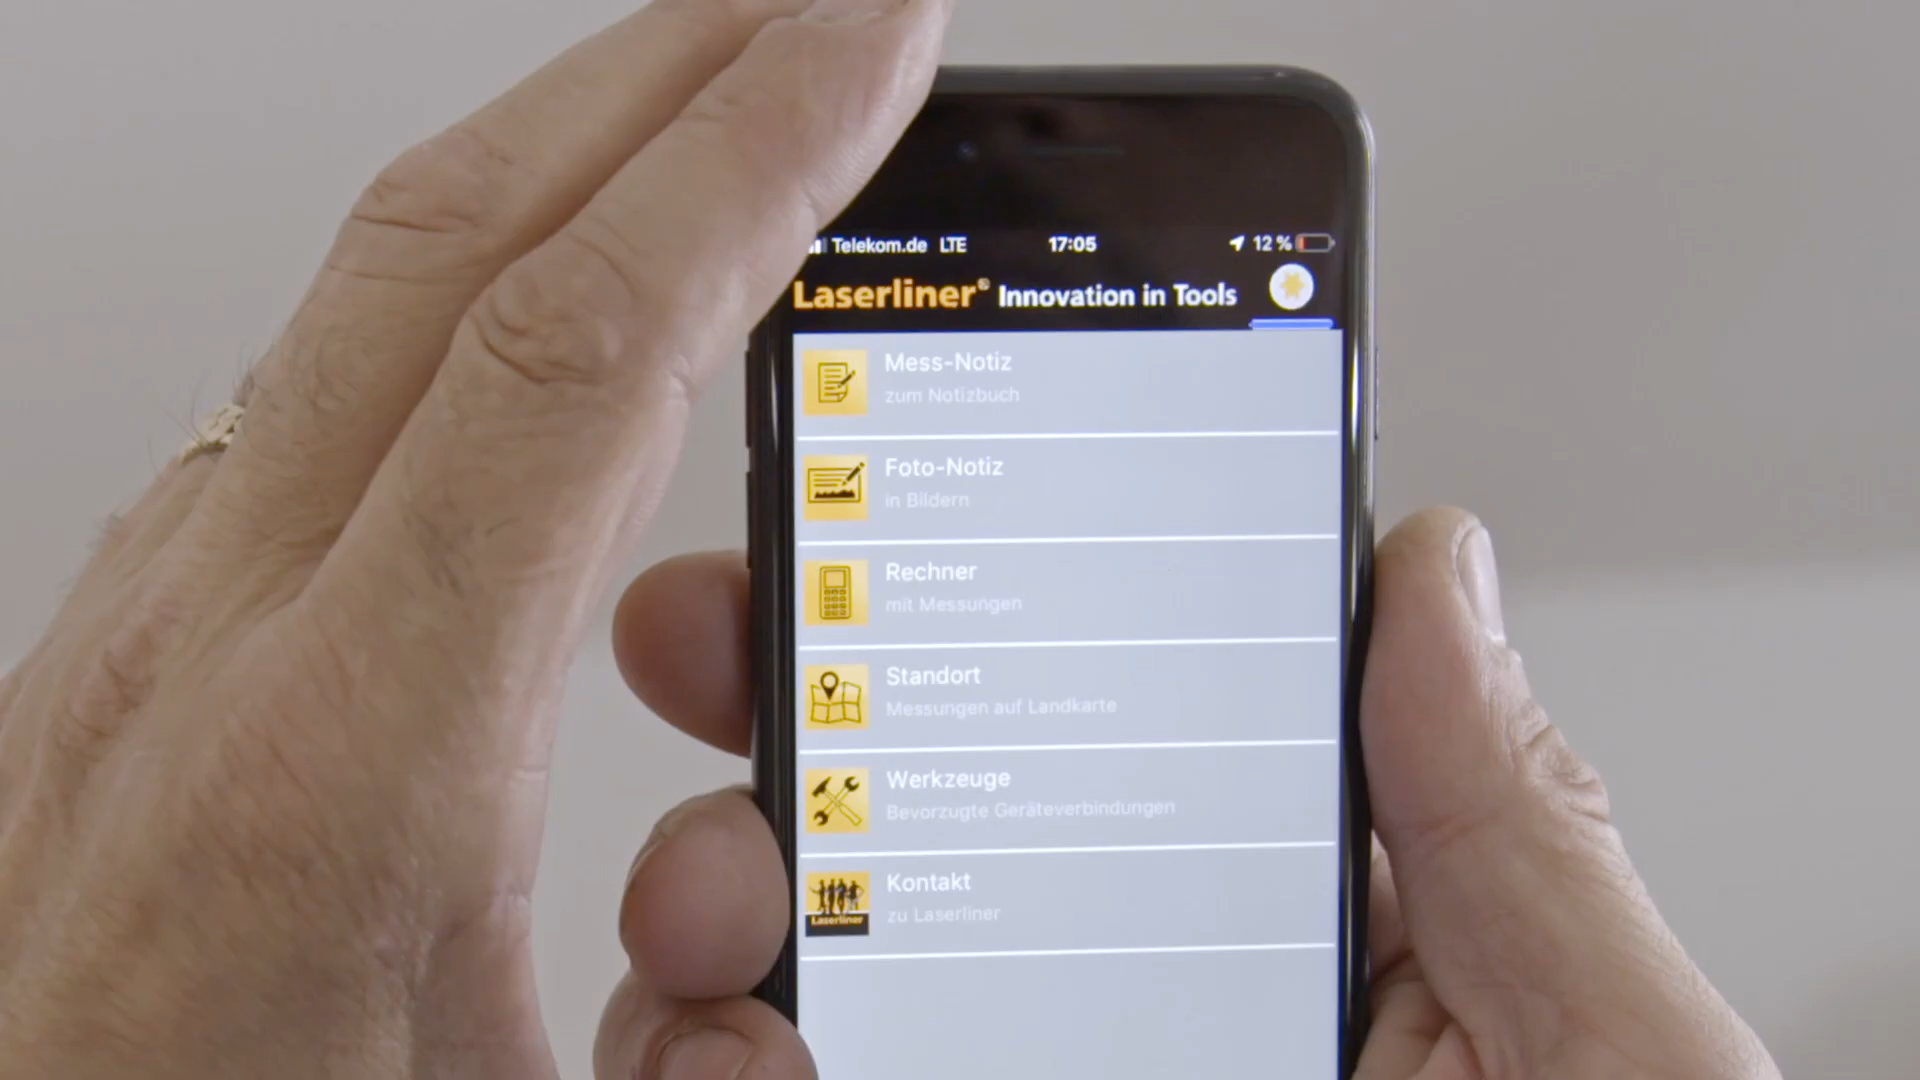 Telekom.de LTE 17:05 12 %
Laserliner® Innovation in Tools
Mess-Notiz
zum Notizbuch
Foto-Notiz
in Bildern
Rechner
mit Messungen
Standort
Messungen auf Landkarte
Werkzeuge
Bevorzugte Geräteverbindungen
Kontakt
zu Laserliner
Laserliner